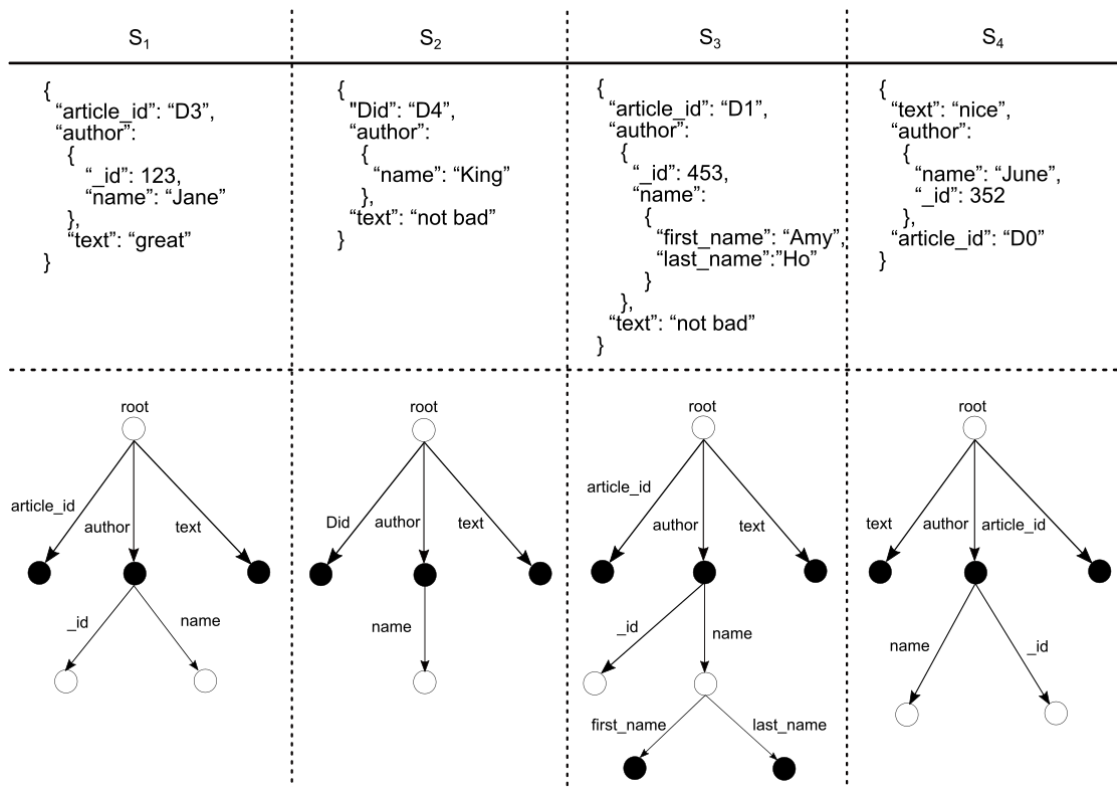 S1
S2
S3
S4
{
“article_id”: “D3”,
“author”:
{
“_id”: 123,
“name”: “Jane”
},
“text”: “great”
}
{
"Did”: “D4”,
“author”:
{
“name”: “King”
},
“text”: “not bad”
}
{
“article_id”: “D1”,
“author”:
{
“_id”: 453,
“name”:
{
“first_name”: “Amy”,
“last_name”:”Ho”
}
},
“text”: “not bad”
}
{
“text”: “nice”,
“author”:
{
“name”: “June”,
“_id”: 352
},
“article_id”: “D0”
}
root
article_id
author
text
_id
name
root
Did
author
text
name
root
article_id
author
text
_id
name
first_name
last_name
root
text
author
article_id
name
_id